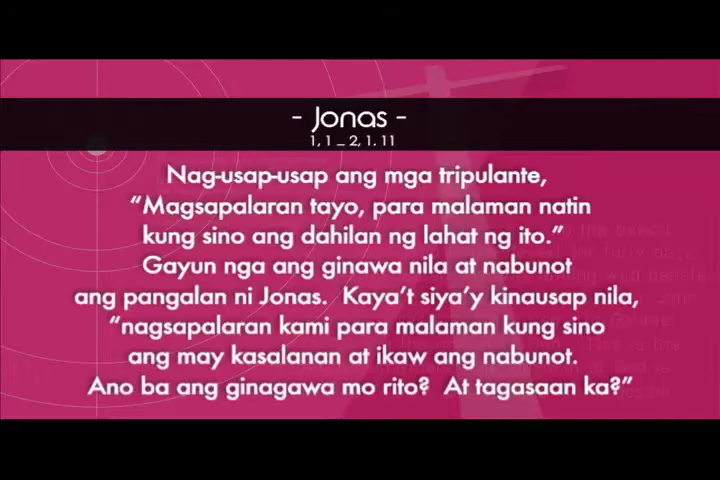 - Jonas -
1, 1 _ 2, 1. 11
Nag-usap-usap ang mga tripulante,
“Magsapalaran tayo, para malaman natin
kung sino ang dahilan ng lahat ng ito.”
Gayun nga ang ginawa nila at nabunot
ang pangalan ni Jonas.  Kaya’t siya’y kinausap nila,
“nagsapalaran kami para malaman kung sino
ang may kasalanan at ikaw ang nabunot.
Ano ba ang ginagawa mo rito?  At tagasaan ka?”